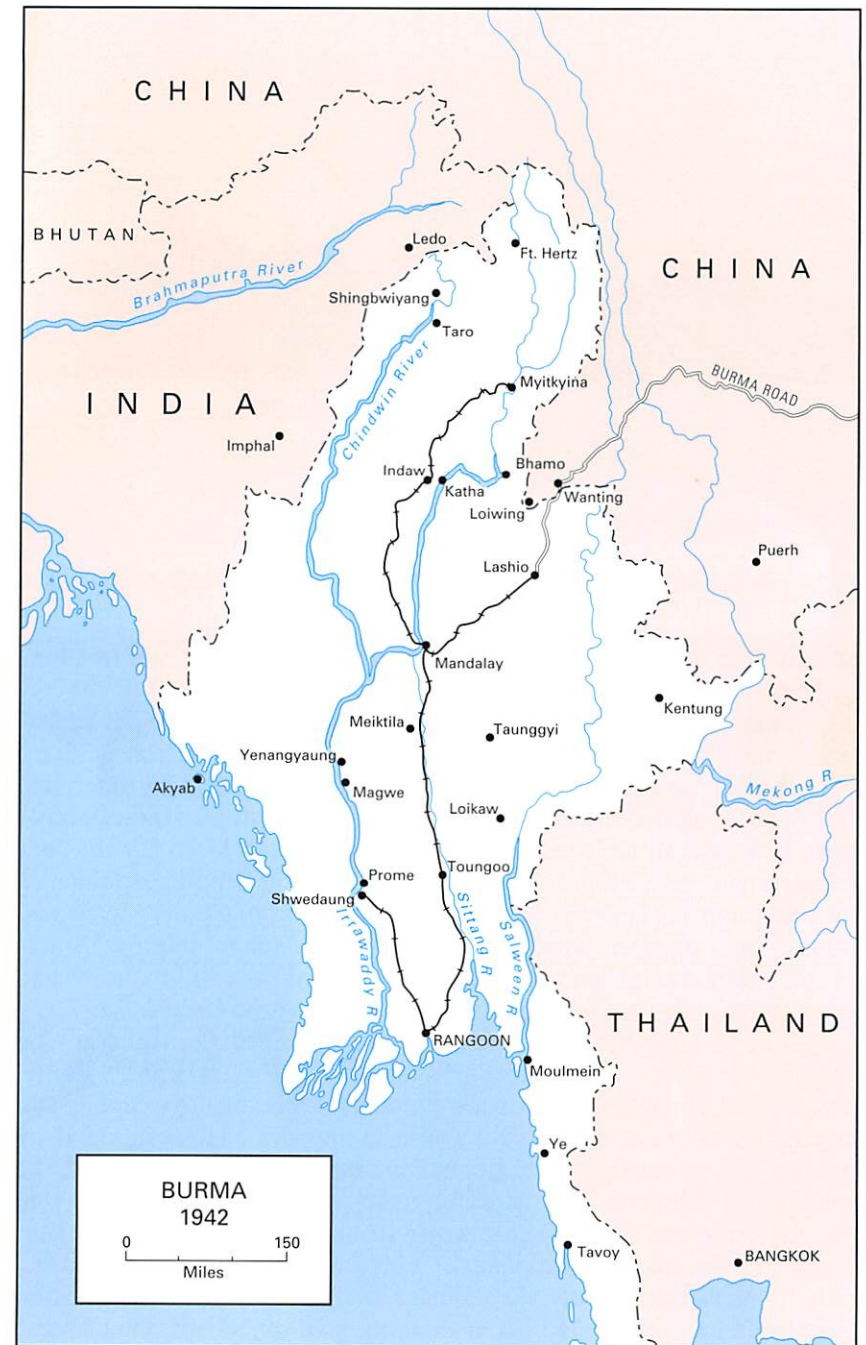 CHINA
BHUTAN
Brahmaputra River
Ledo
Ft. Hertz
CHINA
Shingbwiyang
Taro
Chindwin River
Myitkyina
BURMA ROAD
INDIA
Imphal
Indaw
Katha
Bhamo
Wanting
Loiwing
Lashio
Puerh
Mandalay
Kentung
Meiktila
Taunggyi
Yenangyaung
Akyab
Magwe
Mekong R
Loikaw
Prome
Toungoo
Shwedaung
Irrawaddy R
Sittang R
Salween R
THAILAND
RANGOON
Moulmein
Ye
BURMA
1942
0 150
Miles
Tavoy
BANGKOK